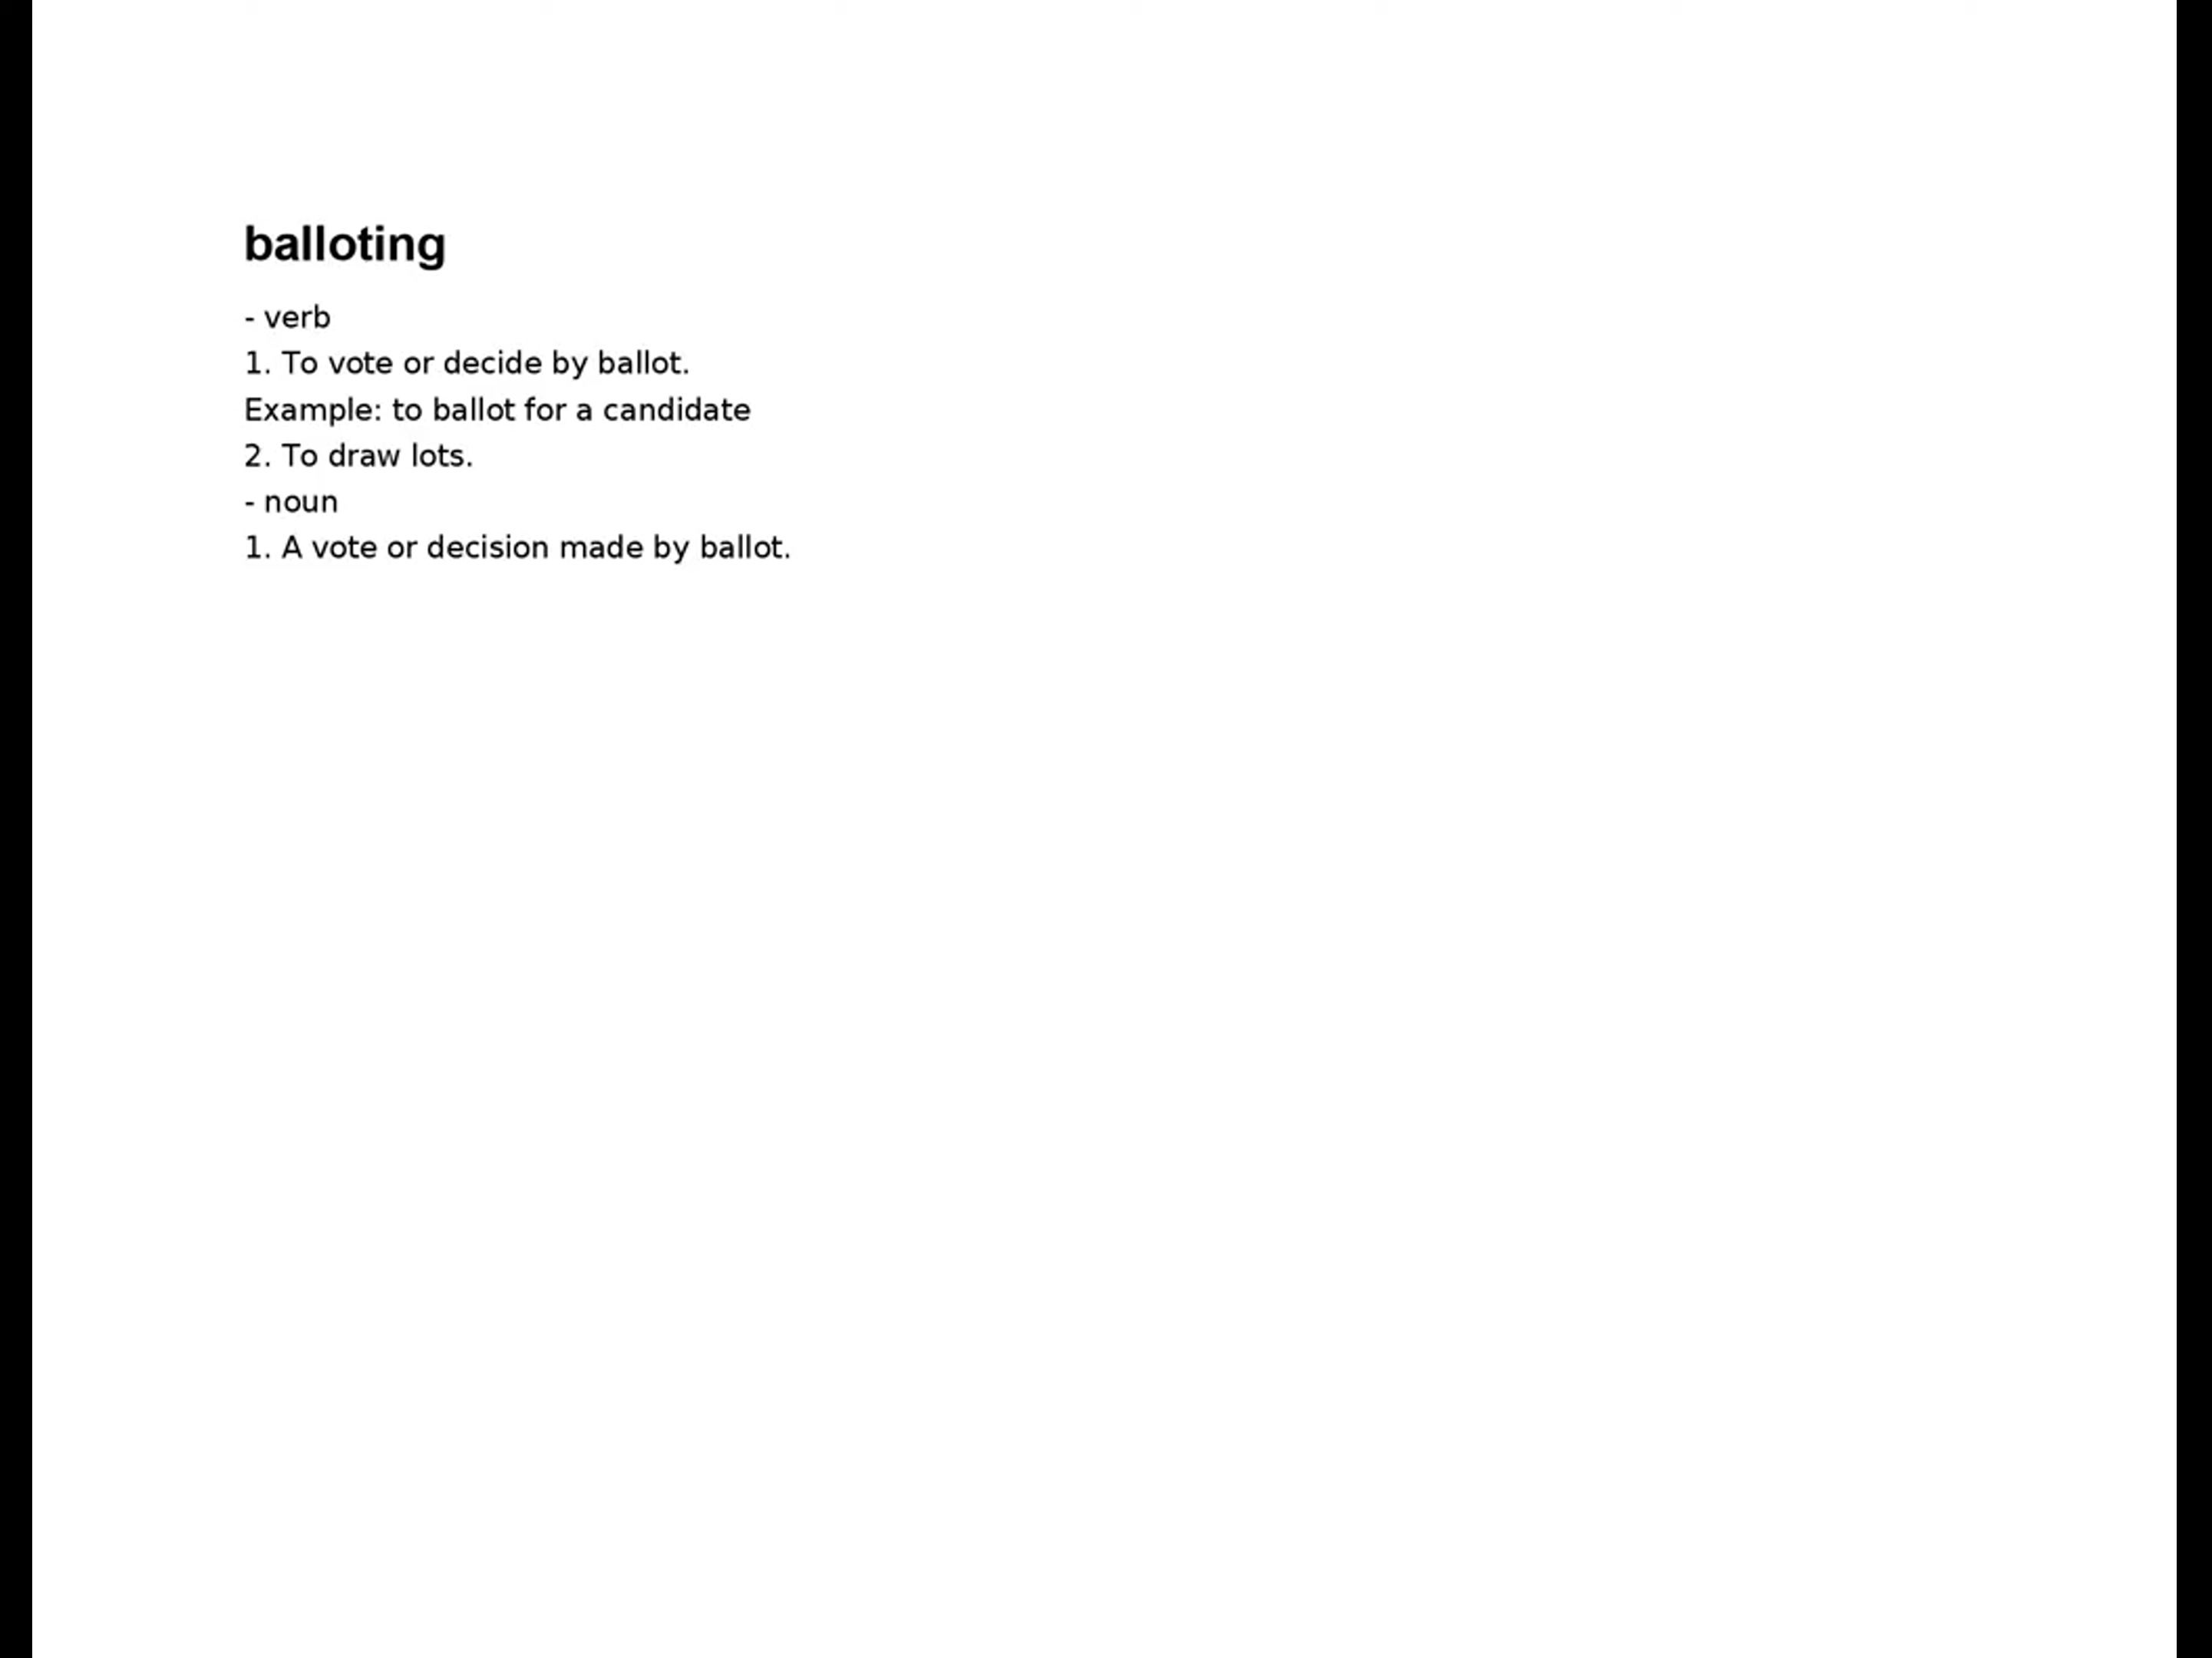 balloting
- verb
1. To vote or decide by ballot.
Example: to ballot for a candidate
2. To draw lots.
- noun
1. A vote or decision made by ballot.